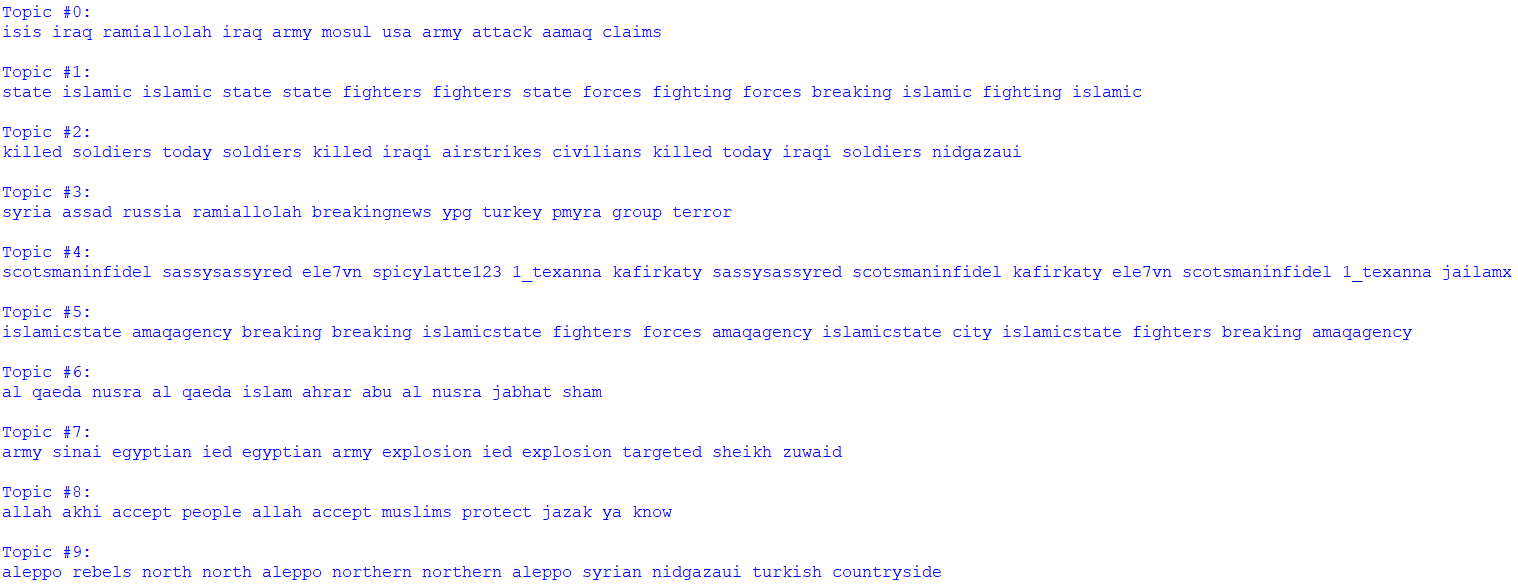 Topic #0:
isis iraq ramiallolah iraq army mosul usa army attack aamaq claims
Topic #1:
state islamic islamic state state fighters fighters state forces fighting forces breaking islamic fighting islamic
Topic #2:
killed soldiers today soldiers killed iraqi airstrikes civilians killed today iraqi soldiers nidgazaui
Topic #3:
syria assad russia ramiallolah breakingnews ypg turkey pmyra group terror
Topic #4:
scotsmaninfidel sassysassyred ele7vn spicylatte123 1_texanna kafirkaty sassysassyred scotsmaninfidel kafirkaty ele7vn scotsmaninfidel 1_texanna jailamx
Topic #5:
islamicstate amaqagency breaking breaking islamicstate fighters forces amaqagency islamicstate city islamicstate fighters breaking amaqagency
Topic #6:
al qaeda nusra al qaeda islam ahrar abu al nusra jabhat sham
Topic #7:
army sinai egyptian ied egyptian army explosion ied explosion targeted sheikh zuwaid
Topic #8:
allah akhi accept people allah accept muslims protect jazak ya know
Topic #9:
aleppo rebels north north aleppo northern northern aleppo syrian nidgazaui turkish countryside